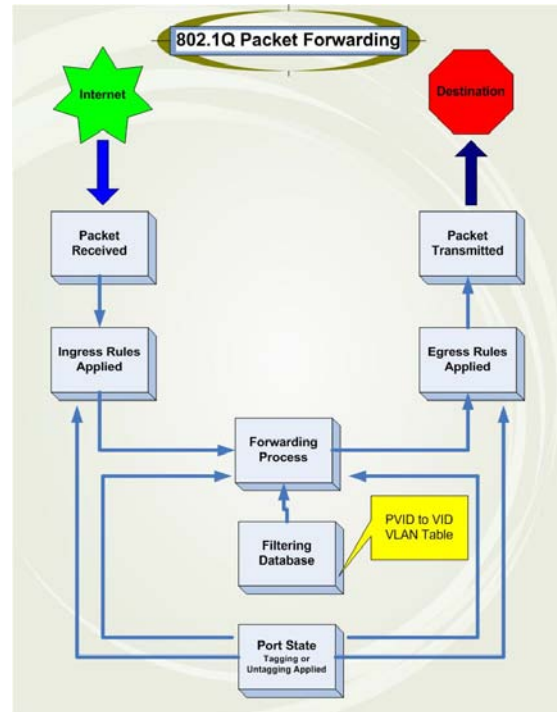 802.1Q Packet Forwarding
Internet
Destination
Packet
Received
Packet
Transmitted
Ingress Rules
Applied
Egress Rules
Applied
Forwarding
Process
PVID to VID
VLAN Table
Filtering
Database
Port State
Tagging or
Untagging Applied